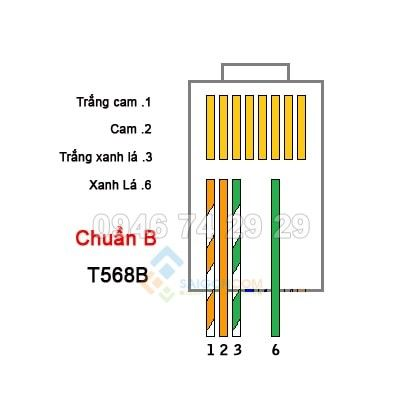 Trắng cam .1
Cam .2
Trắng xanh lá .3
Xanh Lá .6
0946 74 29 29
Chuẩn B
T568B
1 2 3 6